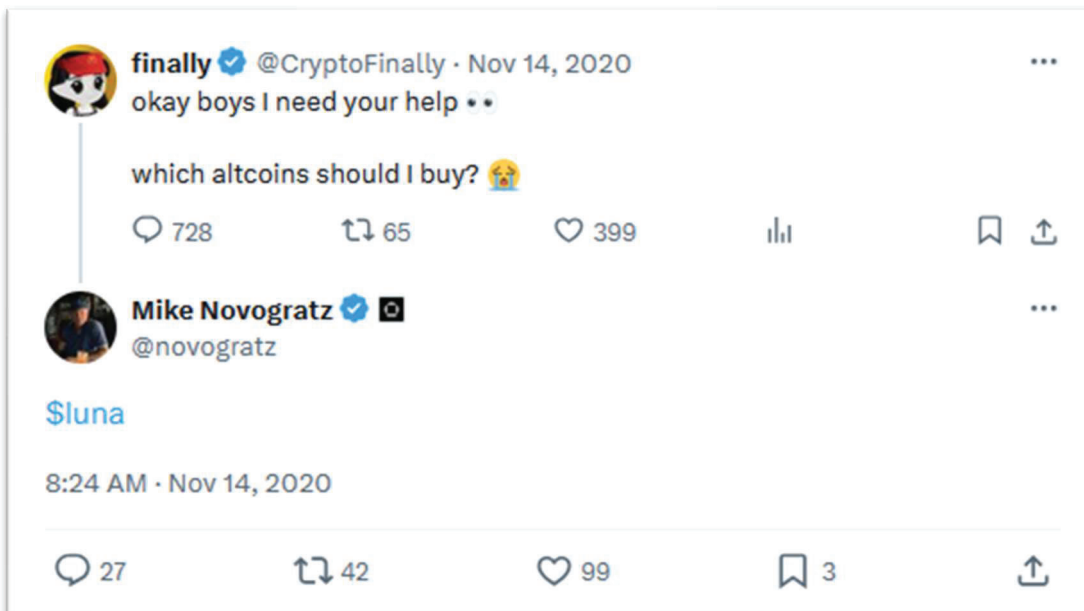 finally @CryptoFinally · Nov 14, 2020
okay boys I need your help 👀
which altcoins should I buy? 😭
728 65 399
Mike Novogratz
@novogratz
$luna
8:24 AM · Nov 14, 2020
27 42 99 3